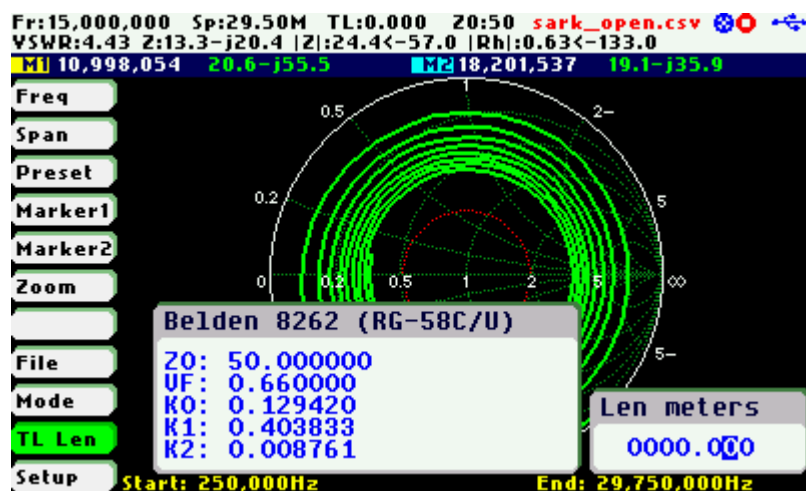 Fr:15,000,000 Sp:29.50M TL:0.000 Z0:50 sark_open.csv
VSWR:4.43 Z:13.3-j20.4 |Z|:24.4<-57.0 |Rh|:0.63<-133.0
M1 10,998,054 20.6-j55.5 M2 18,201,537 19.1-j35.9
Freq
Span
Preset
Marker1
Marker2
Zoom
File
Mode
TL Len
Setup
1
0.5
2
0.2
5
0 0.2 0.5 1 2 5 ∞
5
Belden 8262 (RG-58C/U)
Z0: 50.000000
VF: 0.660000
K0: 0.129420
K1: 0.403833
K2: 0.008761
Len meters
0000.000
Start: 250,000Hz End: 29,750,000Hz